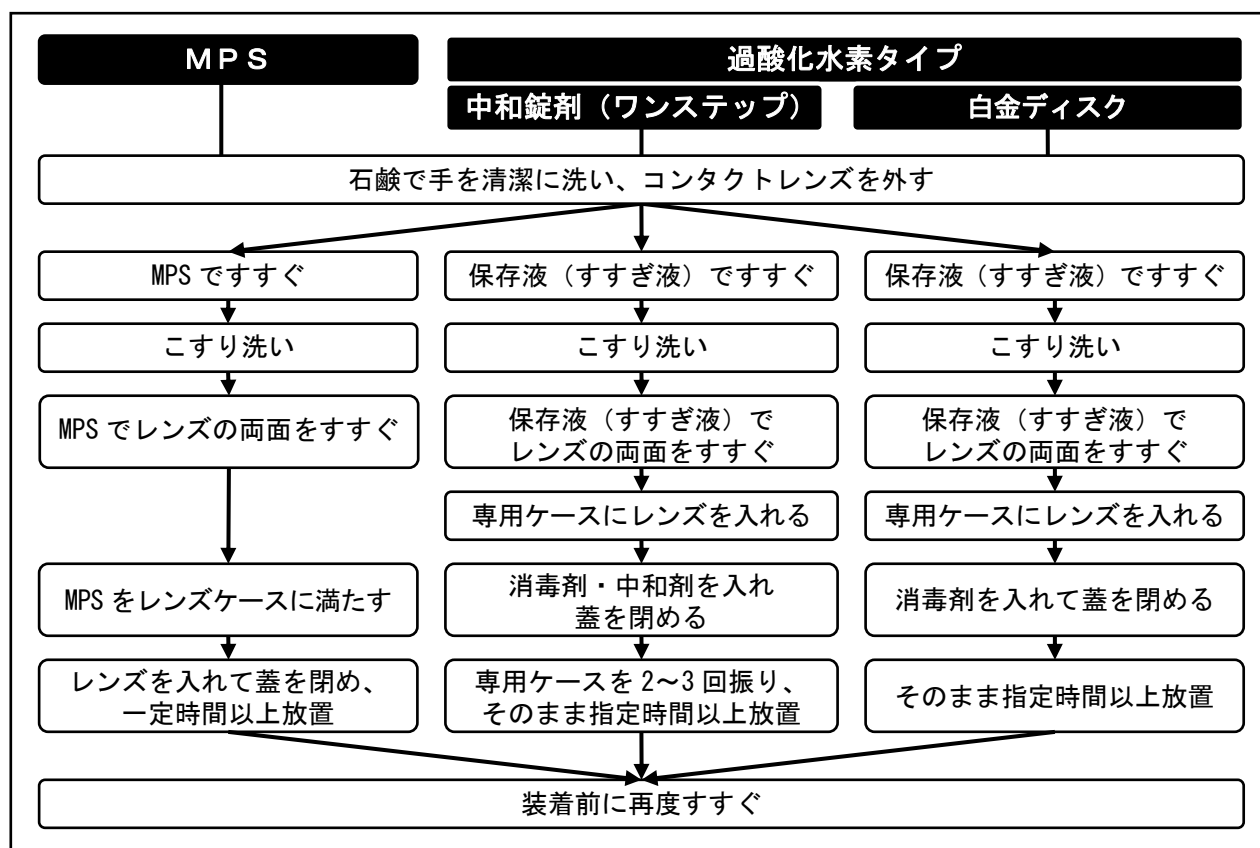 ＭＰＳ
過酸化水素タイプ
中和錠剤（ワンステップ）
白金ディスク
石鹸で手を清潔に洗い、コンタクトレンズを外す
MPSですすぐ
保存液（すすぎ液）ですすぐ
保存液（すすぎ液）ですすぐ
こすり洗い
こすり洗い
こすり洗い
MPSでレンズの両面をすすぐ
保存液（すすぎ液）で
レンズの両面をすすぐ
保存液（すすぎ液）で
レンズの両面をすすぐ
専用ケースにレンズを入れる
専用ケースにレンズを入れる
MPSをレンズケースに満たす
消毒剤・中和剤を入れ
蓋を閉める
消毒剤を入れて蓋を閉める
レンズを入れて蓋を閉め、
一定時間以上放置
専用ケースを2～3回振り、
そのまま指定時間以上放置
そのまま指定時間以上放置
装着前に再度すすぐ